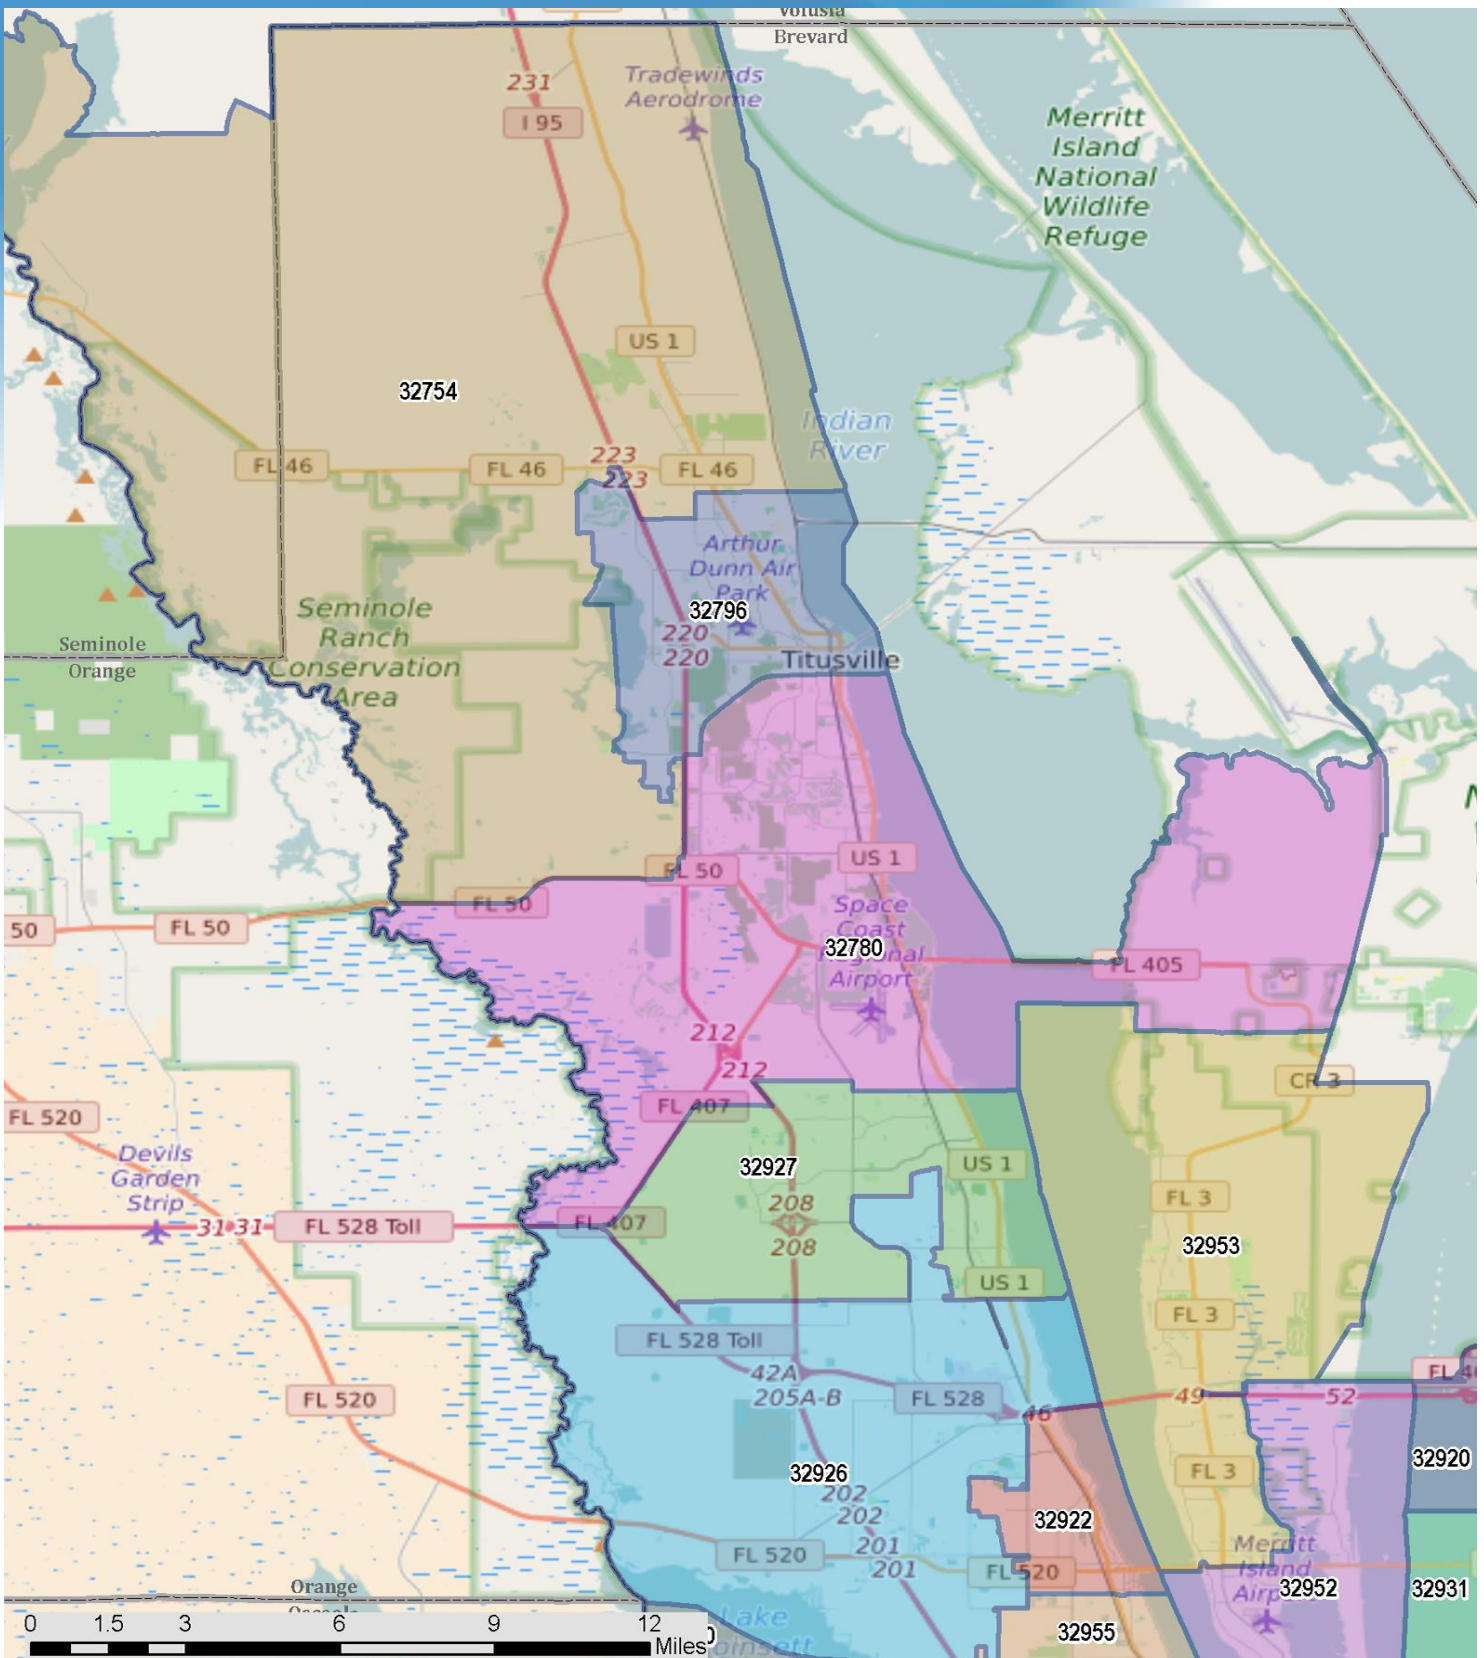 Volusia
Brevard
Tradewinds
Aerodrome
231
I 95
Merritt
Island
National
Wildlife
Refuge
US 1
32754
Indian
River
223
FL 46
FL 46
FL 46
223
Arthur
Dunn Air
Park
32796
Seminole
Ranch
Conservation
Area
220
220
Titusville
Seminole
Orange
FL 50
US 1
FL 50
50
FL 50
Space
Coast
32780
Regional
Airport
FL 405
212
212
CR 3
FL 407
FL 520
Devils
Garden
Strip
32927
US 1
FL 3
208
31 31
FL 528 Toll
FL 407
208
32953
US 1
FL 3
FL 528 Toll
42A
205A-B
FL 528
FL 520
46
49
52
32926
202
202
FL 3
32920
32922
201
201
FL 520
FL 520
Merritt
Island
Airp
32952
32931
Orange
Osceola
Lake
32955
0 1.5 3 6 9 12
Miles